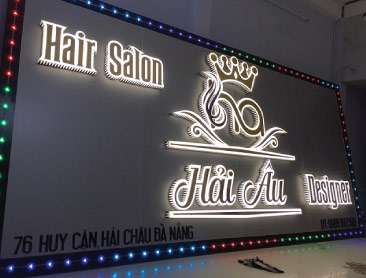 Hair Salon
Hải Âu
Designer
76 HUY CẬN HẢI CHÂU ĐÀ NẴNG